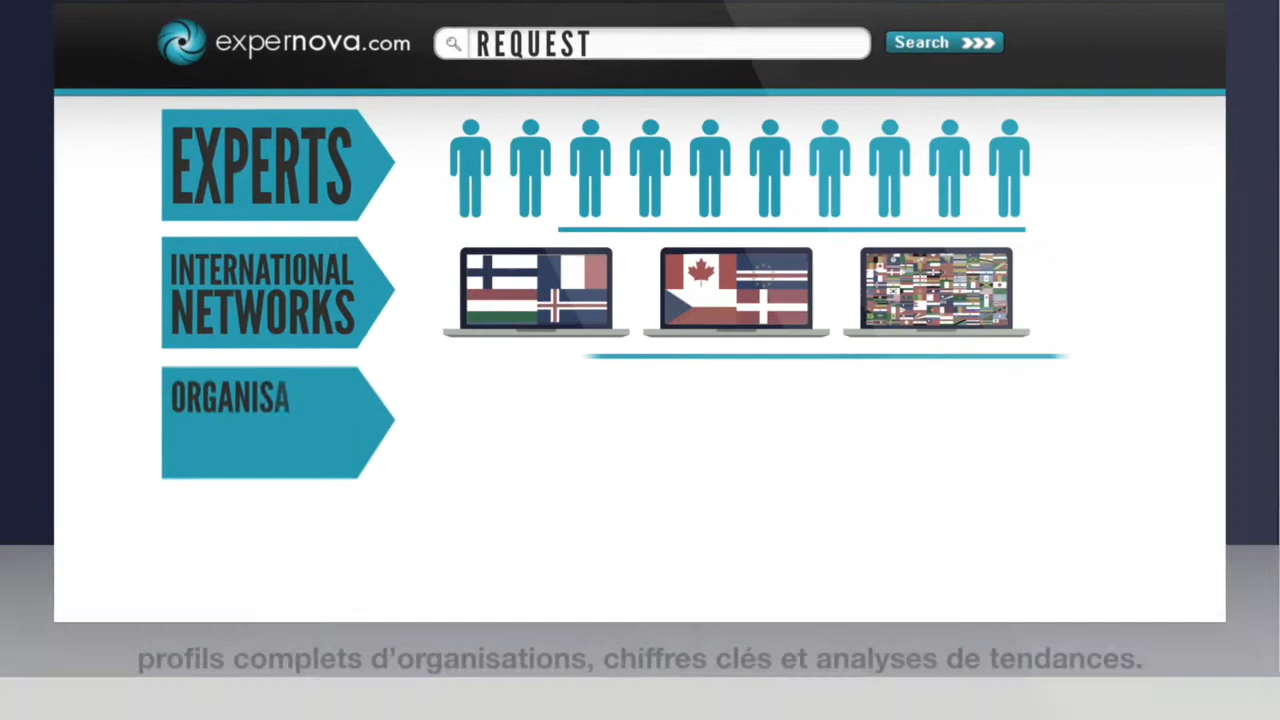 expernova.com
REQUEST
Search
EXPERTS
INTERNATIONAL
NETWORKS
ORGANISA
profils complets d'organisations, chiffres clés et analyses de tendances.